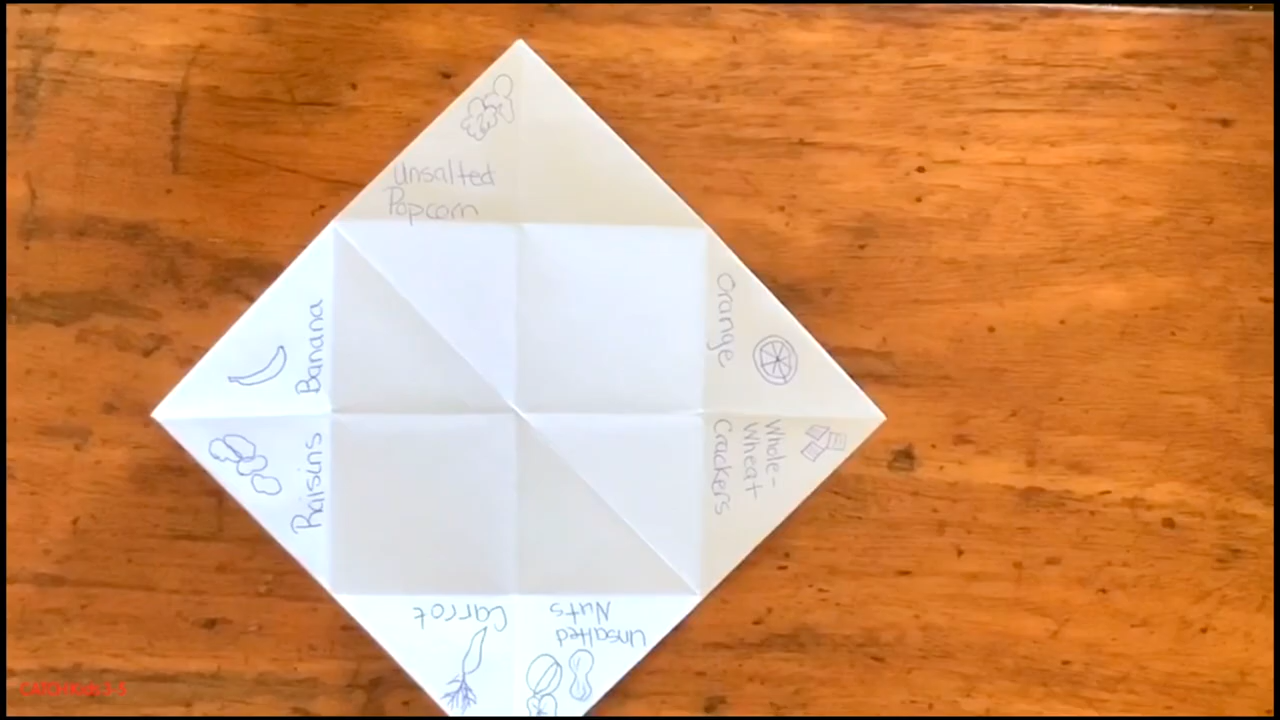 Unsalted
Popcorn
Orange
Whole-
Wheat
Crackers
Unsalted
Nuts
Carrot
Raisins
Banana